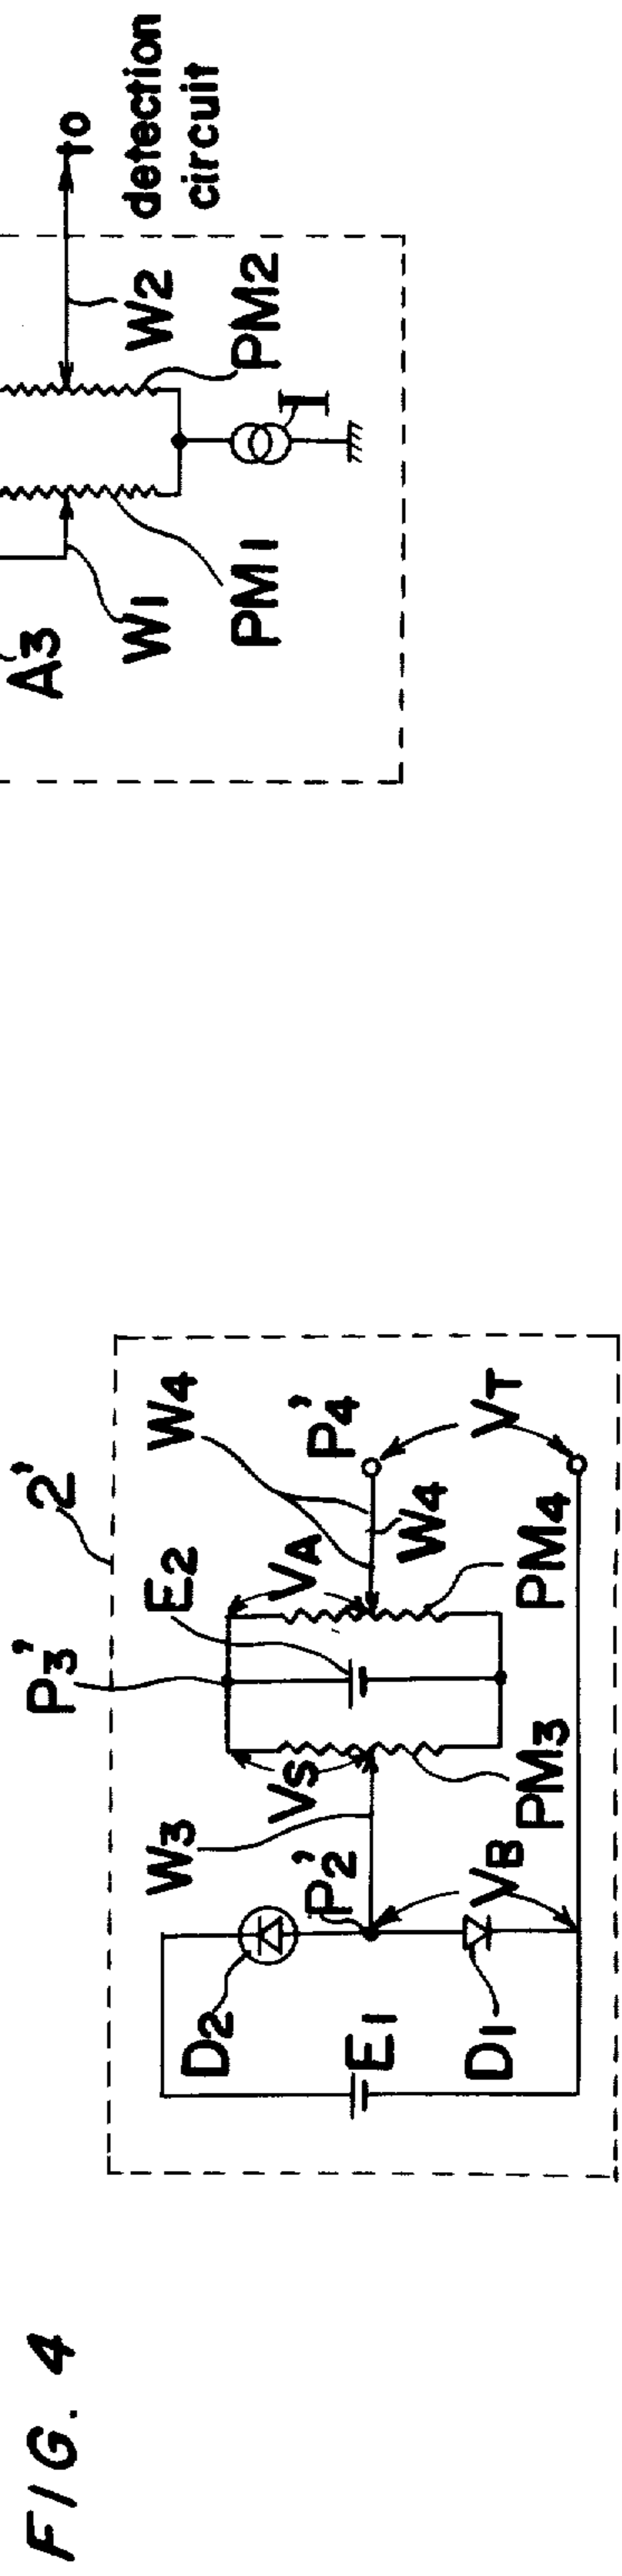 to
detection
circuit
W2
PM2
I
A3
W1
PM1
FIG. 4
2'
P3'
E2
W4
VA
P4'
W4
VT
PM4
W3
VS
P2'
PM3
VB
D2
E1
D1